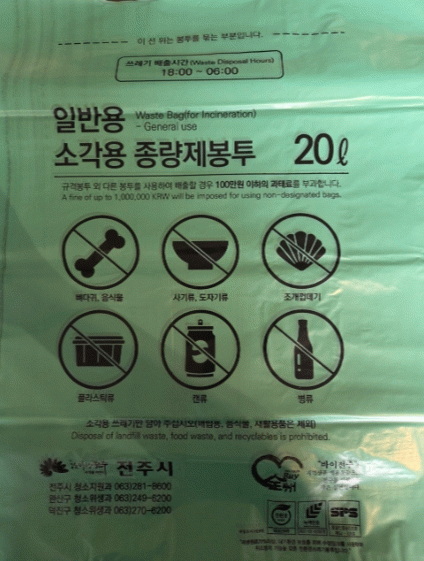 이 선 위는 봉투를 묶는 부분입니다.
쓰레기 배출시간 (Waste Disposal Hours)
18:00 ~ 06:00
일반용 Waste Bag(for Incineration)
- General use
소각용 종량제봉투 20ℓ
규격봉투 외 다른 봉투를 사용하여 배출할 경우 100만원 이하의 과태료를 부과합니다.
A fine of up to 1,000,000 KRW will be imposed for using non-designated bags.
뼈다귀, 음식물 사기류, 도자기류 조개껍데기
플라스틱류 캔류 병류
소각용 쓰레기만 담아 주십시오(매립용, 음식물, 재활용품은 제외)
Disposal of landfill waste, food waste, and recyclables is prohibited.
전주시
전주시 청소지원과 063)281-8600
완산구 청소위생과 063)249-6200
덕진구 청소위생과 063)270-6200
Buy
"바이전주"
SPS